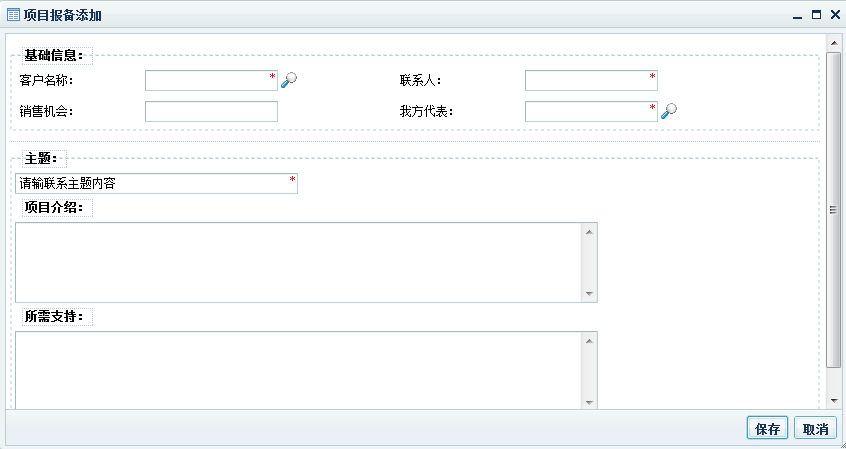 项目报备添加
基础信息：
客户名称： * 联系人： *
销售机会： 我方代表： *
主题：
请输联系主题内容 *
项目介绍：
所需支持：
保存 取消